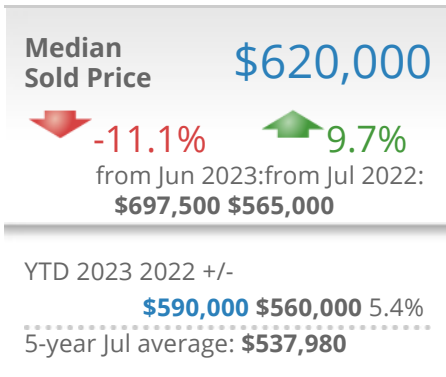 Median
Sold Price
$620,000
-11.1% 9.7%
from Jun 2023:from Jul 2022:
$697,500 $565,000
YTD 2023 2022 +/-
$590,000 $560,000 5.4%
5-year Jul average: $537,980